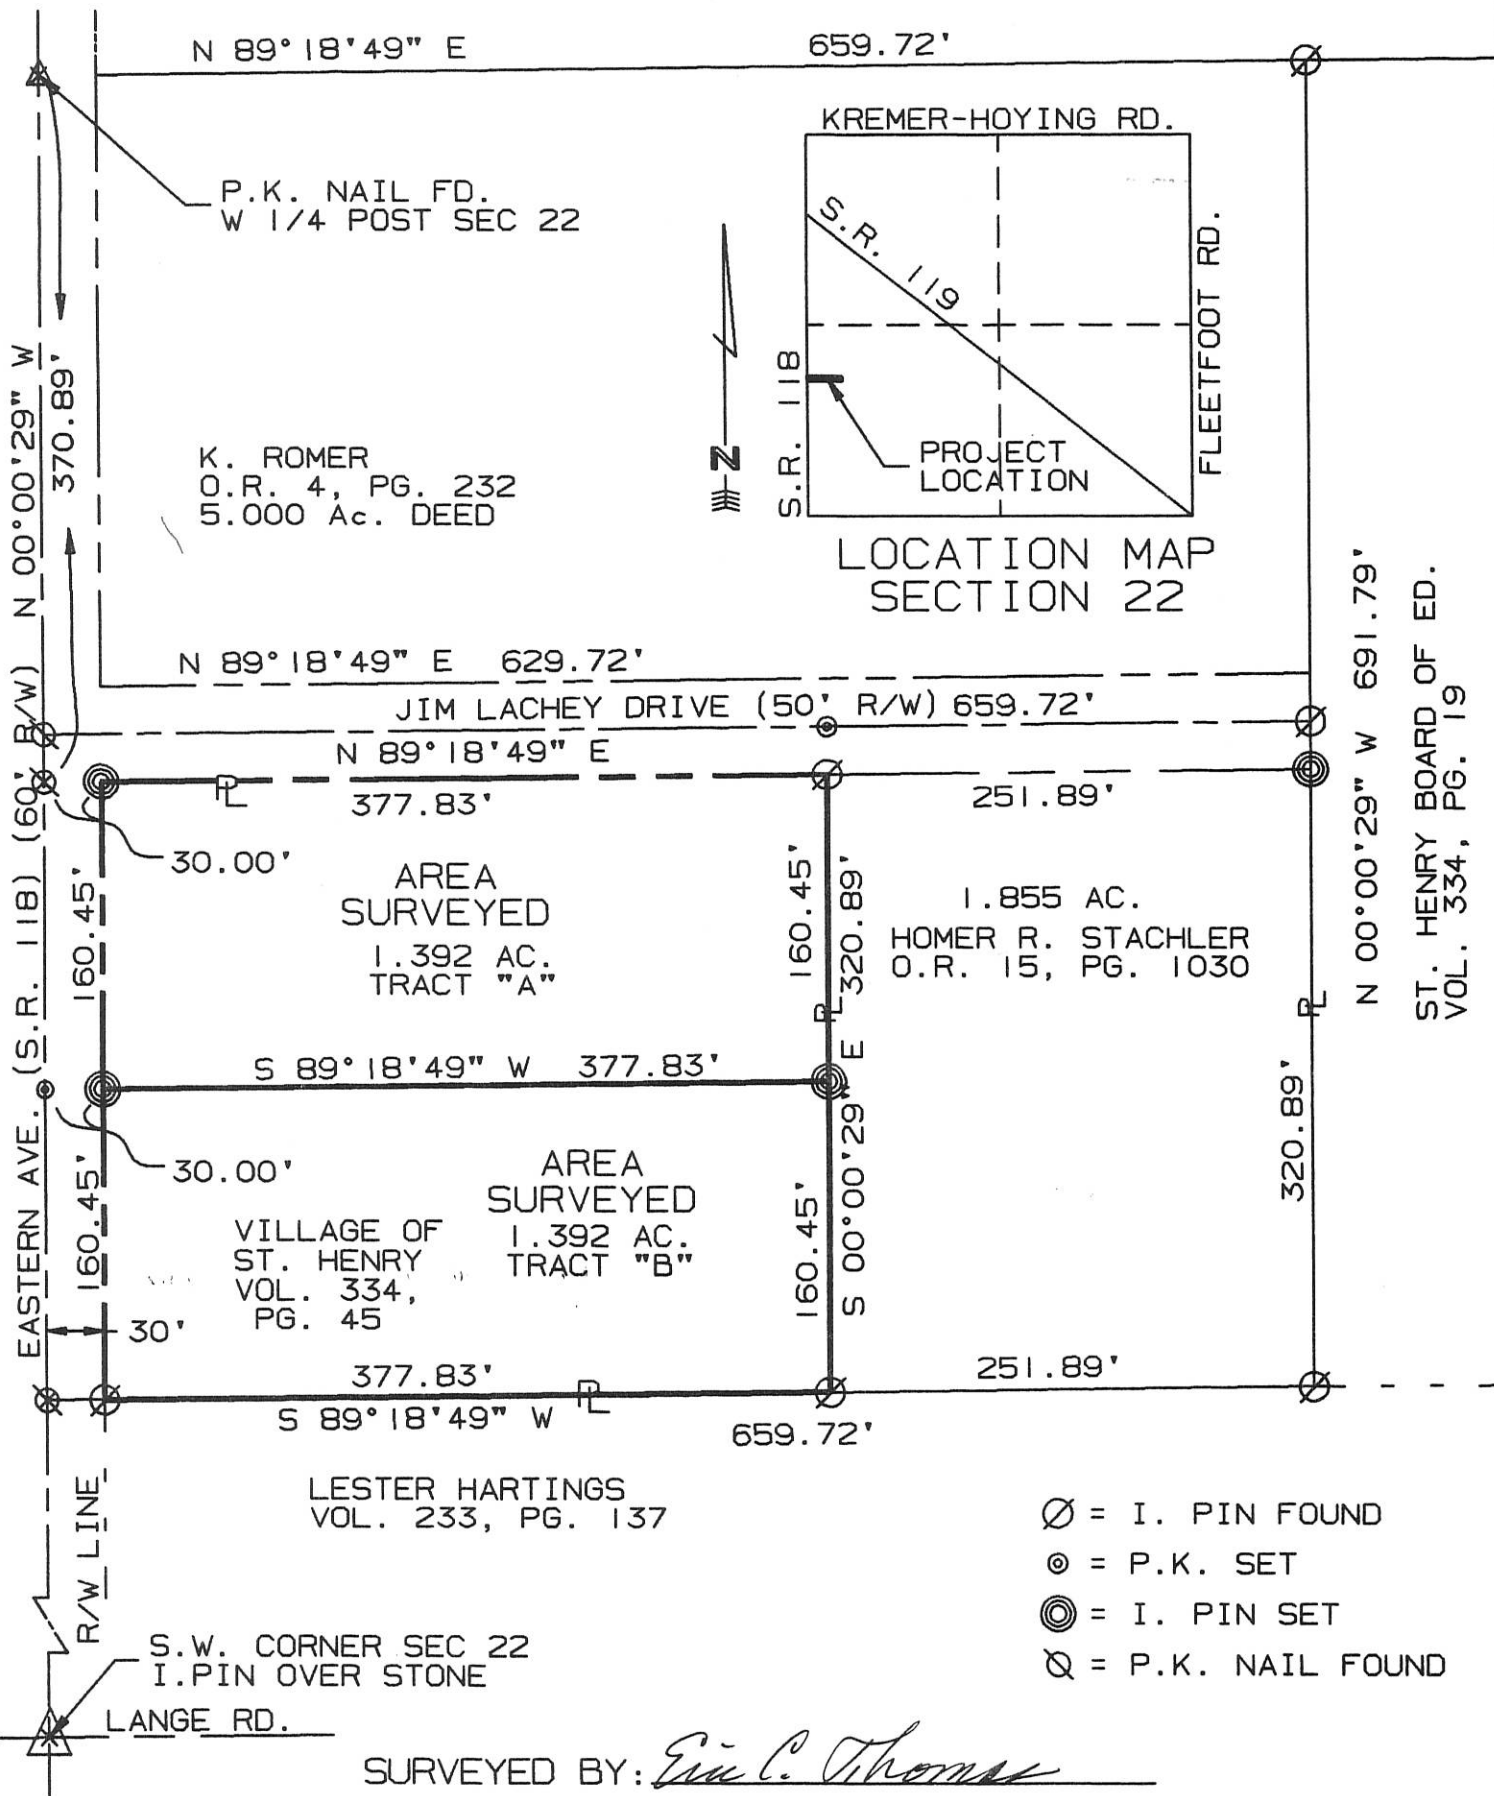 N 89°18'49" E 659.72'
KREMER-HOYING RD.
P.K. NAIL FD.
W 1/4 POST SEC 22
S.R. 119
FLEETFOOT RD.
S.R. 118
PROJECT
LOCATION
N
LOCATION MAP
SECTION 22
N 00°00'29" W
370.89'
K. ROMER
O.R. 4, PG. 232
5.000 Ac. DEED
N 89°18'49" E 629.72'
JIM LACHEY DRIVE (50' R/W) 659.72'
N 89°18'49" E
N 00°00'29" W 691.79'
ST. HENRY BOARD OF ED.
VOL. 334, PG. 19
EASTERN AVE. (S.R. 118) (60' R/W)
PL
377.83'
251.89'
30.00'
160.45'
AREA
SURVEYED
1.392 AC.
TRACT "A"
160.45'
320.89'
1.855 AC.
HOMER R. STACHLER
O.R. 15, PG. 1030
PL
PL
S 89°18'49" W 377.83'
S 00°00'29" E
320.89'
30.00'
160.45'
AREA
SURVEYED
1.392 AC.
TRACT "B"
160.45'
VILLAGE OF
ST. HENRY
VOL. 334,
PG. 45
30'
377.83'
PL
251.89'
S 89°18'49" W
659.72'
LESTER HARTINGS
VOL. 233, PG. 137
R/W LINE
= I. PIN FOUND
= P.K. SET
= I. PIN SET
= P.K. NAIL FOUND
S.W. CORNER SEC 22
I.PIN OVER STONE
LANGE RD.
SURVEYED BY: Eric C. Thomas